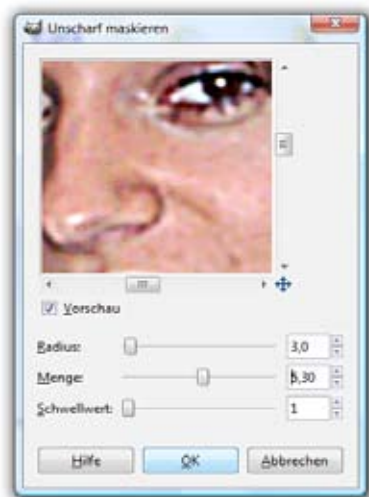 Unscharf maskieren
Vorschau
Radius: 3,0
Menge: 5,30
Schwellwert: 1
Hilfe OK Abbrechen